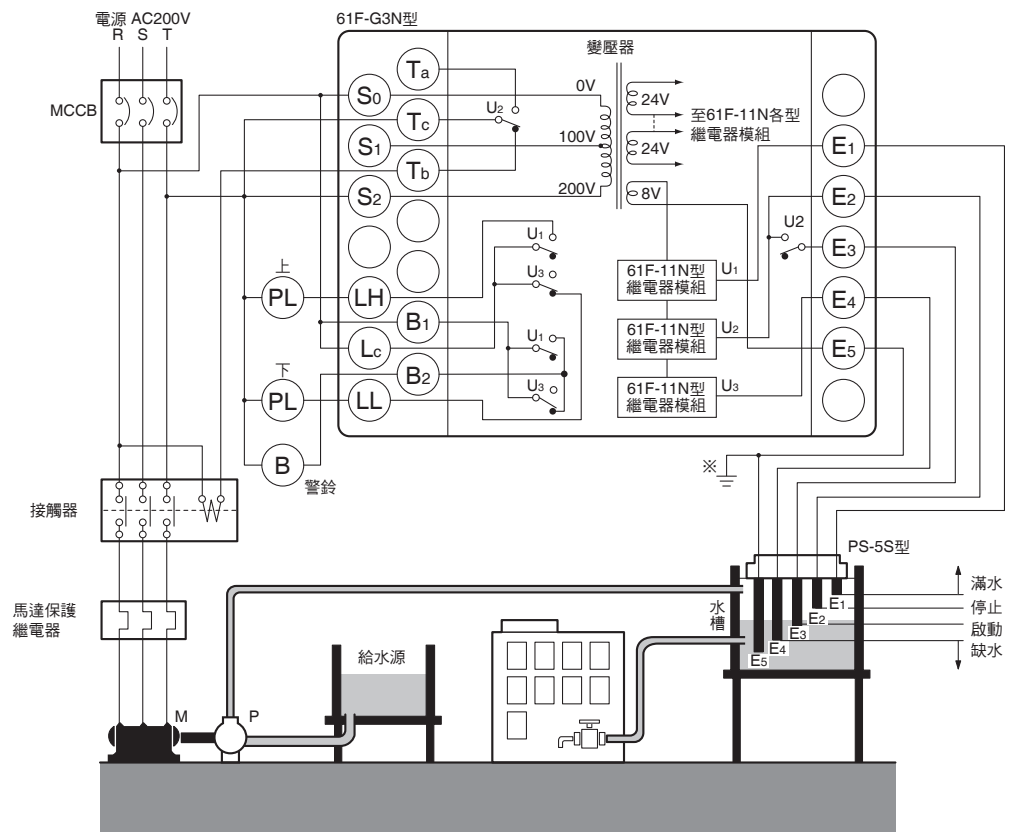 電源 AC200V
R S T
MCCB
61F-G3N型
變壓器
Ta
S0
Tc
S1
Tb
S2
U2
0V
100V
200V
24V
24V
8V
至61F-11N各型
繼電器模組
E1
E2
U2
E3
E4
E5
U1
U3
U1
U3
61F-11N型
繼電器模組
U1
61F-11N型
繼電器模組
U2
61F-11N型
繼電器模組
U3
上
PL
LH
B1
Lc
B2
下
PL
LL
B
警鈴
※
接觸器
馬達保護
繼電器
M
P
給水源
PS-5S型
水槽
E1
E2
E3
E4
E5
滿水
停止
啟動
缺水